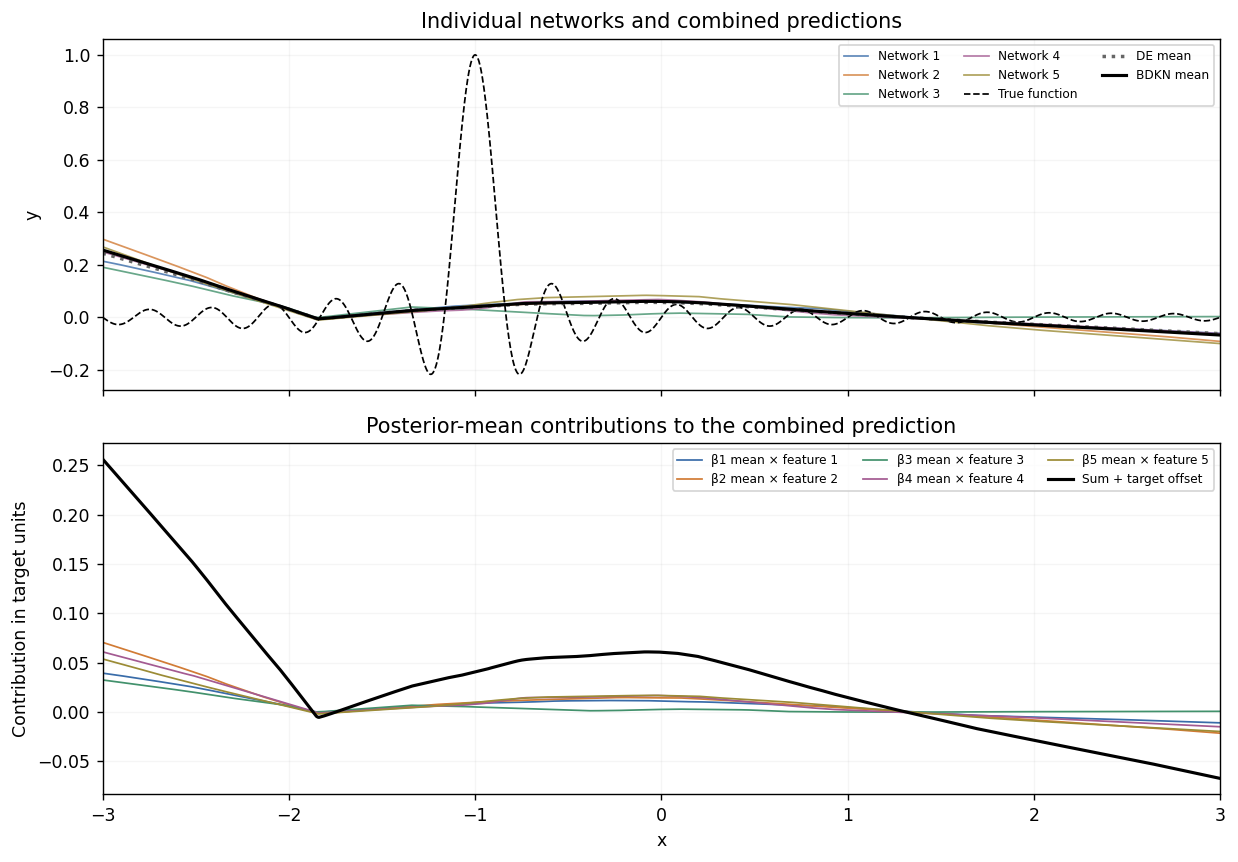 Individual networks and combined predictions
Network 1
Network 2
Network 3
Network 4
Network 5
True function
DE mean
BDKN mean
y
1.0
0.8
0.6
0.4
0.2
0.0
−0.2
Posterior-mean contributions to the combined prediction
β1 mean × feature 1
β2 mean × feature 2
β3 mean × feature 3
β4 mean × feature 4
β5 mean × feature 5
Sum + target offset
Contribution in target units
0.25
0.20
0.15
0.10
0.05
0.00
−0.05
−3 −2 −1 0 1 2 3
x